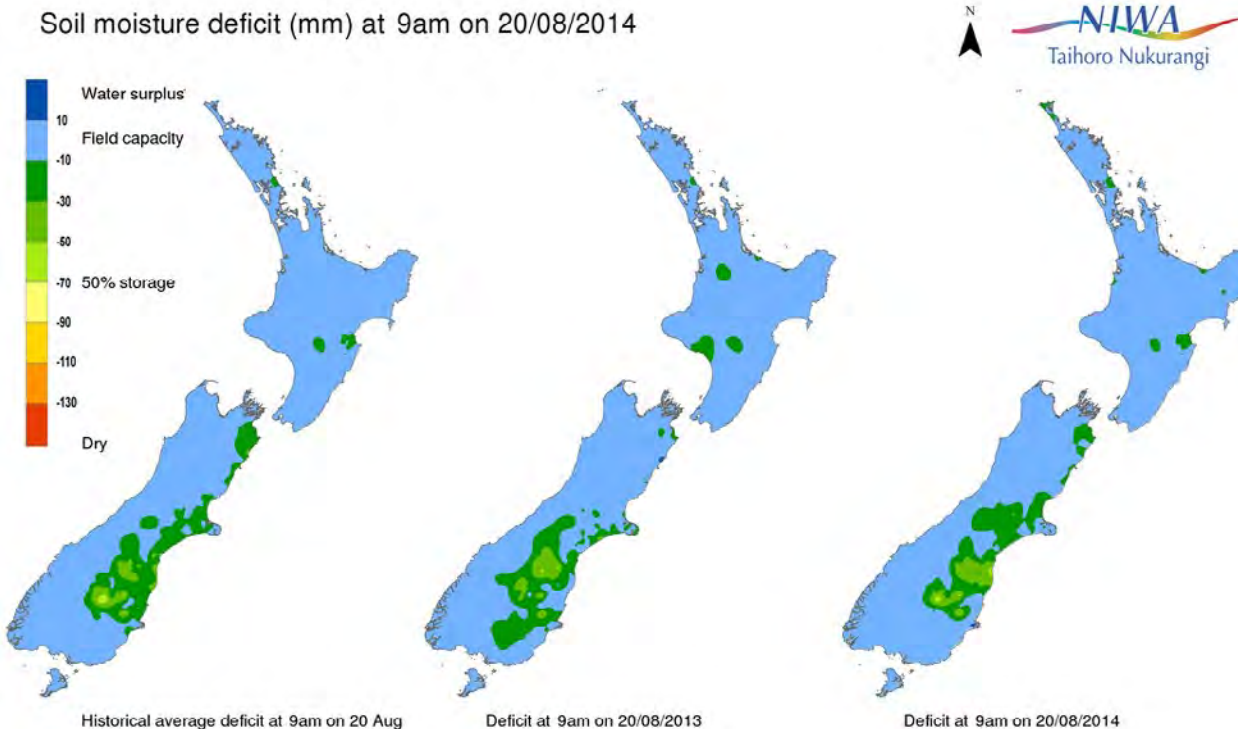 Soil moisture deficit (mm) at 9am on 20/08/2014
N
NIWA
Taihoro Nukurangi
Water surplus
10
Field capacity
-10
-30
-50
50% storage
-70
-90
-110
-130
Dry
Historical average deficit at 9am on 20 Aug
Deficit at 9am on 20/08/2013
Deficit at 9am on 20/08/2014